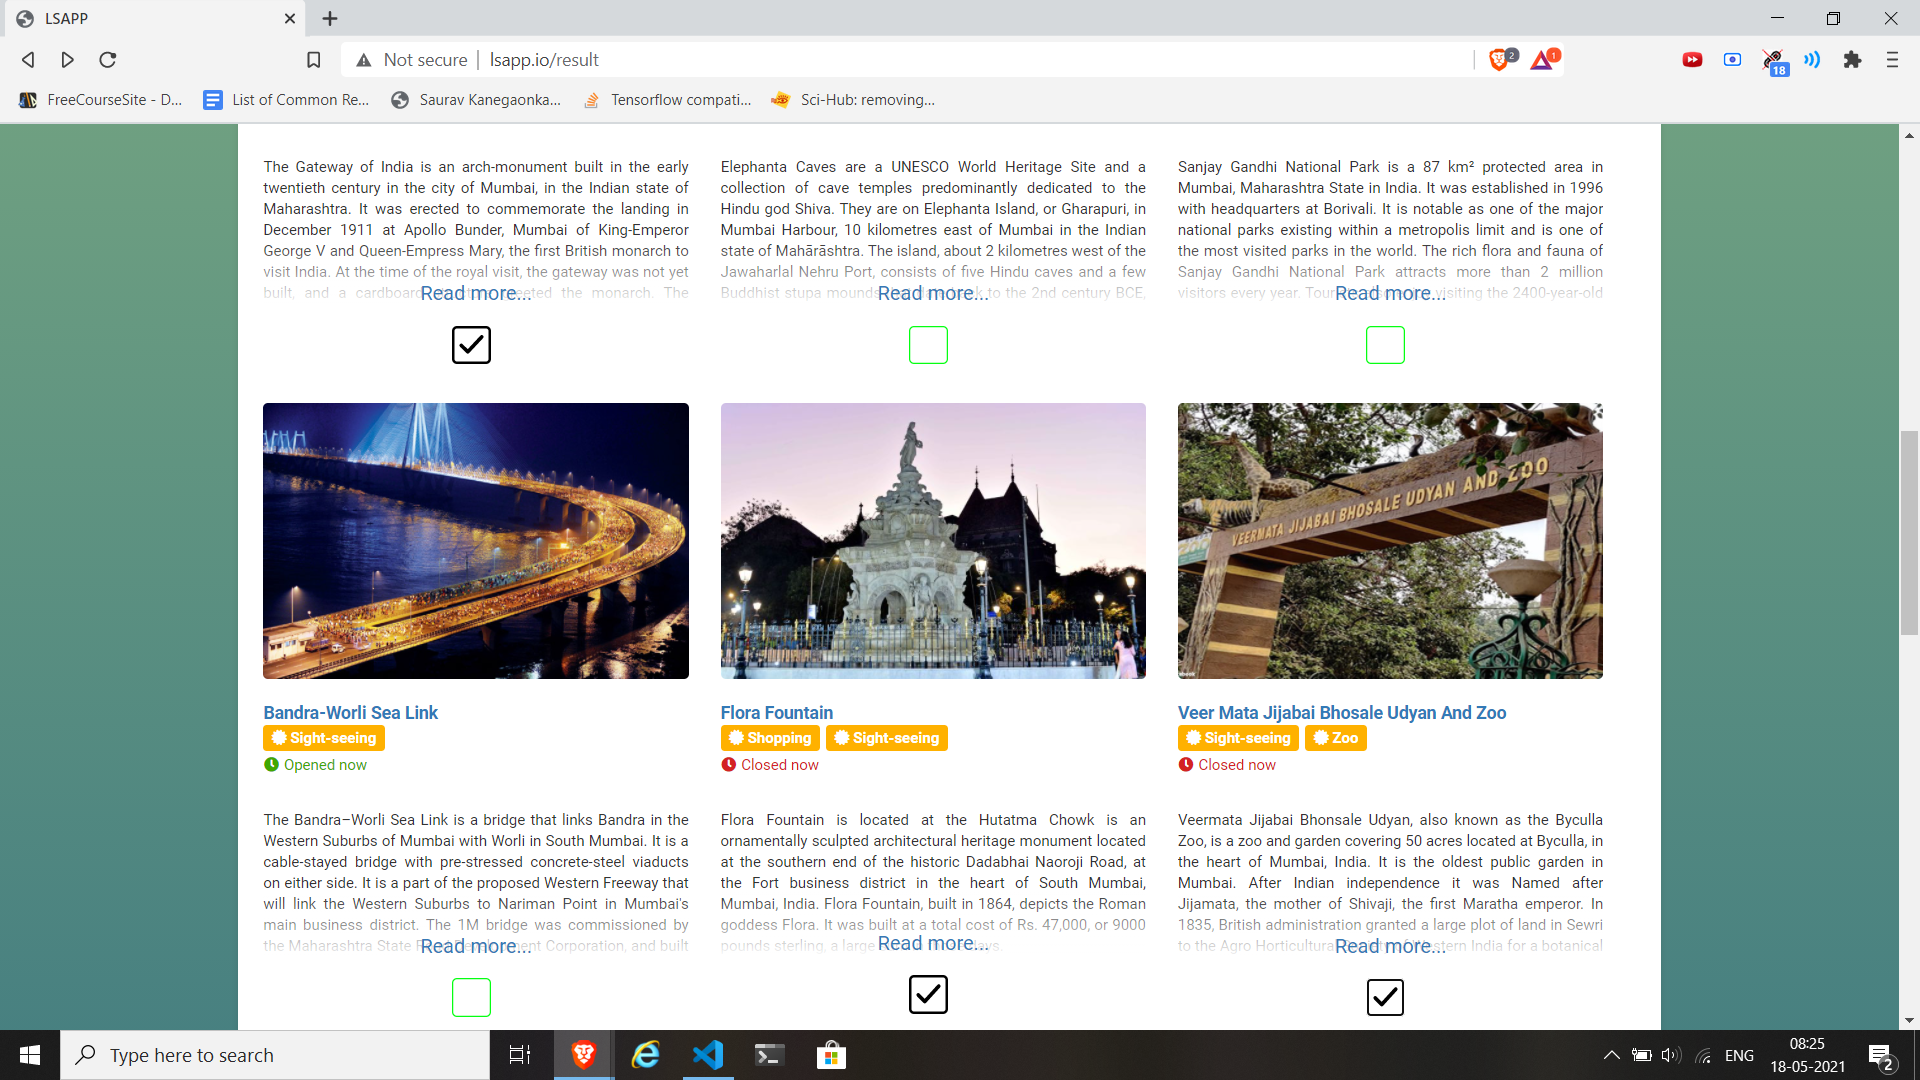 LSAPP
Not secure
lsapp.io/result
2
1
18
FreeCourseSite - D...
List of Common Re...
Saurav Kanegaonka...
Tensorflow compati...
Sci-Hub: removing...
The Gateway of India is an arch-monument built in the early
twentieth century in the city of Mumbai, in the Indian state of
Maharashtra. It was erected to commemorate the landing in
December 1911 at Apollo Bunder, Mumbai of King-Emperor
George V and Queen-Empress Mary, the first British monarch to
visit India. At the time of the royal visit, the gateway was not yet
built, and a cardboard greeted the monarch. The
Read more...
Elephanta Caves are a UNESCO World Heritage Site and a
collection of cave temples predominantly dedicated to the
Hindu god Shiva. They are on Elephanta Island, or Gharapuri, in
Mumbai Harbour, 10 kilometres east of Mumbai in the Indian
state of Mahārāshtra. The island, about 2 kilometres west of the
Jawaharlal Nehru Port, consists of five Hindu caves and a few
Buddhist stupa mounds to the 2nd century BCE,
Read more...
Sanjay Gandhi National Park is a 87 km² protected area in
Mumbai, Maharashtra State in India. It was established in 1996
with headquarters at Borivali. It is notable as one of the major
national parks existing within a metropolis limit and is one of
the most visited parks in the world. The rich flora and fauna of
Sanjay Gandhi National Park attracts more than 2 million
visitors every year. visiting the 2400-year-old
Read more...
VEERMATA JIJABAI BHOSALE UDYAN AND ZOO
Bandra-Worli Sea Link
Sight-seeing
Opened now
Flora Fountain
Shopping Sight-seeing
Closed now
Veer Mata Jijabai Bhosale Udyan And Zoo
Sight-seeing Zoo
Closed now
The Bandra–Worli Sea Link is a bridge that links Bandra in the
Western Suburbs of Mumbai with Worli in South Mumbai. It is a
cable-stayed bridge with pre-stressed concrete-steel viaducts
on either side. It is a part of the proposed Western Freeway that
will link the Western Suburbs to Nariman Point in Mumbai's
main business district. The 1M bridge was commissioned by
the Maharashtra State Road Development Corporation, and built
Read more...
Flora Fountain is located at the Hutatma Chowk is an
ornamentally sculpted architectural heritage monument located
at the southern end of the historic Dadabhai Naoroji Road, at
the Fort business district in the heart of South Mumbai,
Mumbai, India. Flora Fountain, built in 1864, depicts the Roman
goddess Flora. It was built at a total cost of Rs. 47,000, or 9000
pounds sterling, a large days.
Read more...
Veermata Jijabai Bhonsale Udyan, also known as the Byculla
Zoo, is a zoo and garden covering 50 acres located at Byculla, in
the heart of Mumbai, India. It is the oldest public garden in
Mumbai. After Indian independence it was Named after
Jijamata, the mother of Shivaji, the first Maratha emperor. In
1835, British administration granted a large plot of land in Sewri
to the Agro Horticultural Society of Western India for a botanical
Read more...
Type here to search
ENG
08:25
18-05-2021
2